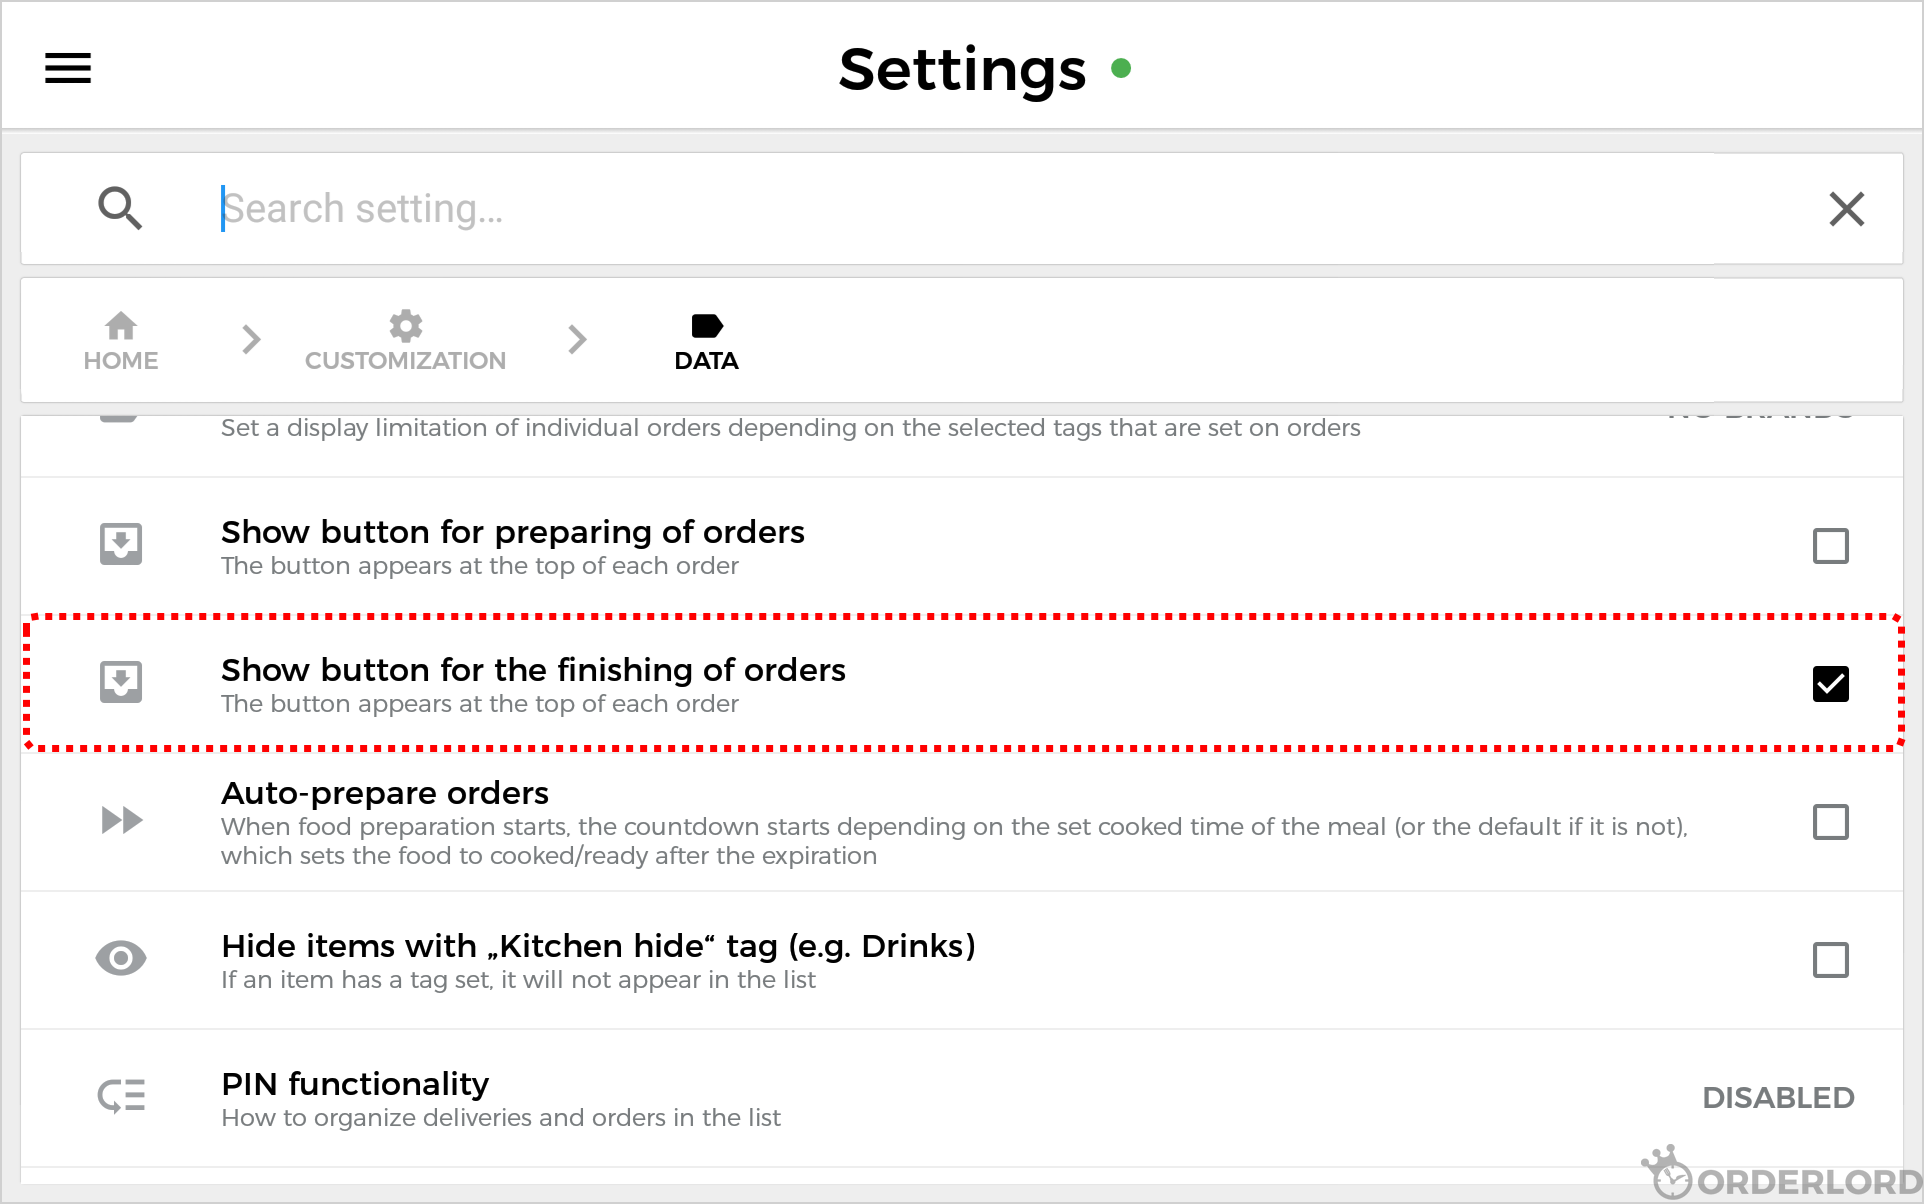 Settings
Search setting...
HOME
CUSTOMIZATION
DATA
NO BRANDS
Set a display limitation of individual orders depending on the selected tags that are set on orders
Show button for preparing of orders
The button appears at the top of each order
Show button for the finishing of orders
The button appears at the top of each order
Auto-prepare orders
When food preparation starts, the countdown starts depending on the set cooked time of the meal (or the default if it is not),
which sets the food to cooked/ready after the expiration
Hide items with „Kitchen hide“ tag (e.g. Drinks)
If an item has a tag set, it will not appear in the list
PIN functionality
How to organize deliveries and orders in the list
DISABLED
ORDERLORD